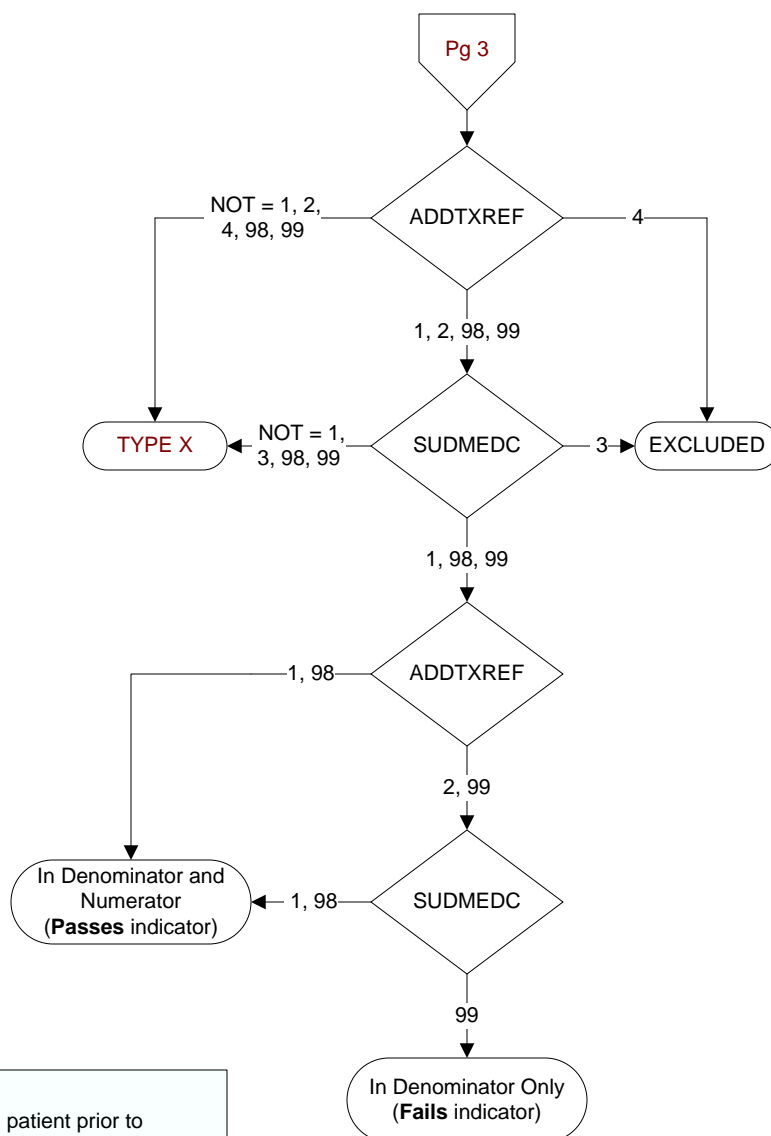 Pg 3
NOT = 1, 2,
4, 98, 99
ADDTXREF
4
1, 2, 98, 99
TYPE X
NOT = 1,
3, 98, 99
SUDMEDC
3
EXCLUDED
1, 98, 99
1, 98
ADDTXREF
2, 99
In Denominator and
Numerator
(Passes indicator)
1, 98
SUDMEDC
99
In Denominator Only
(Fails indicator)
patient prior to